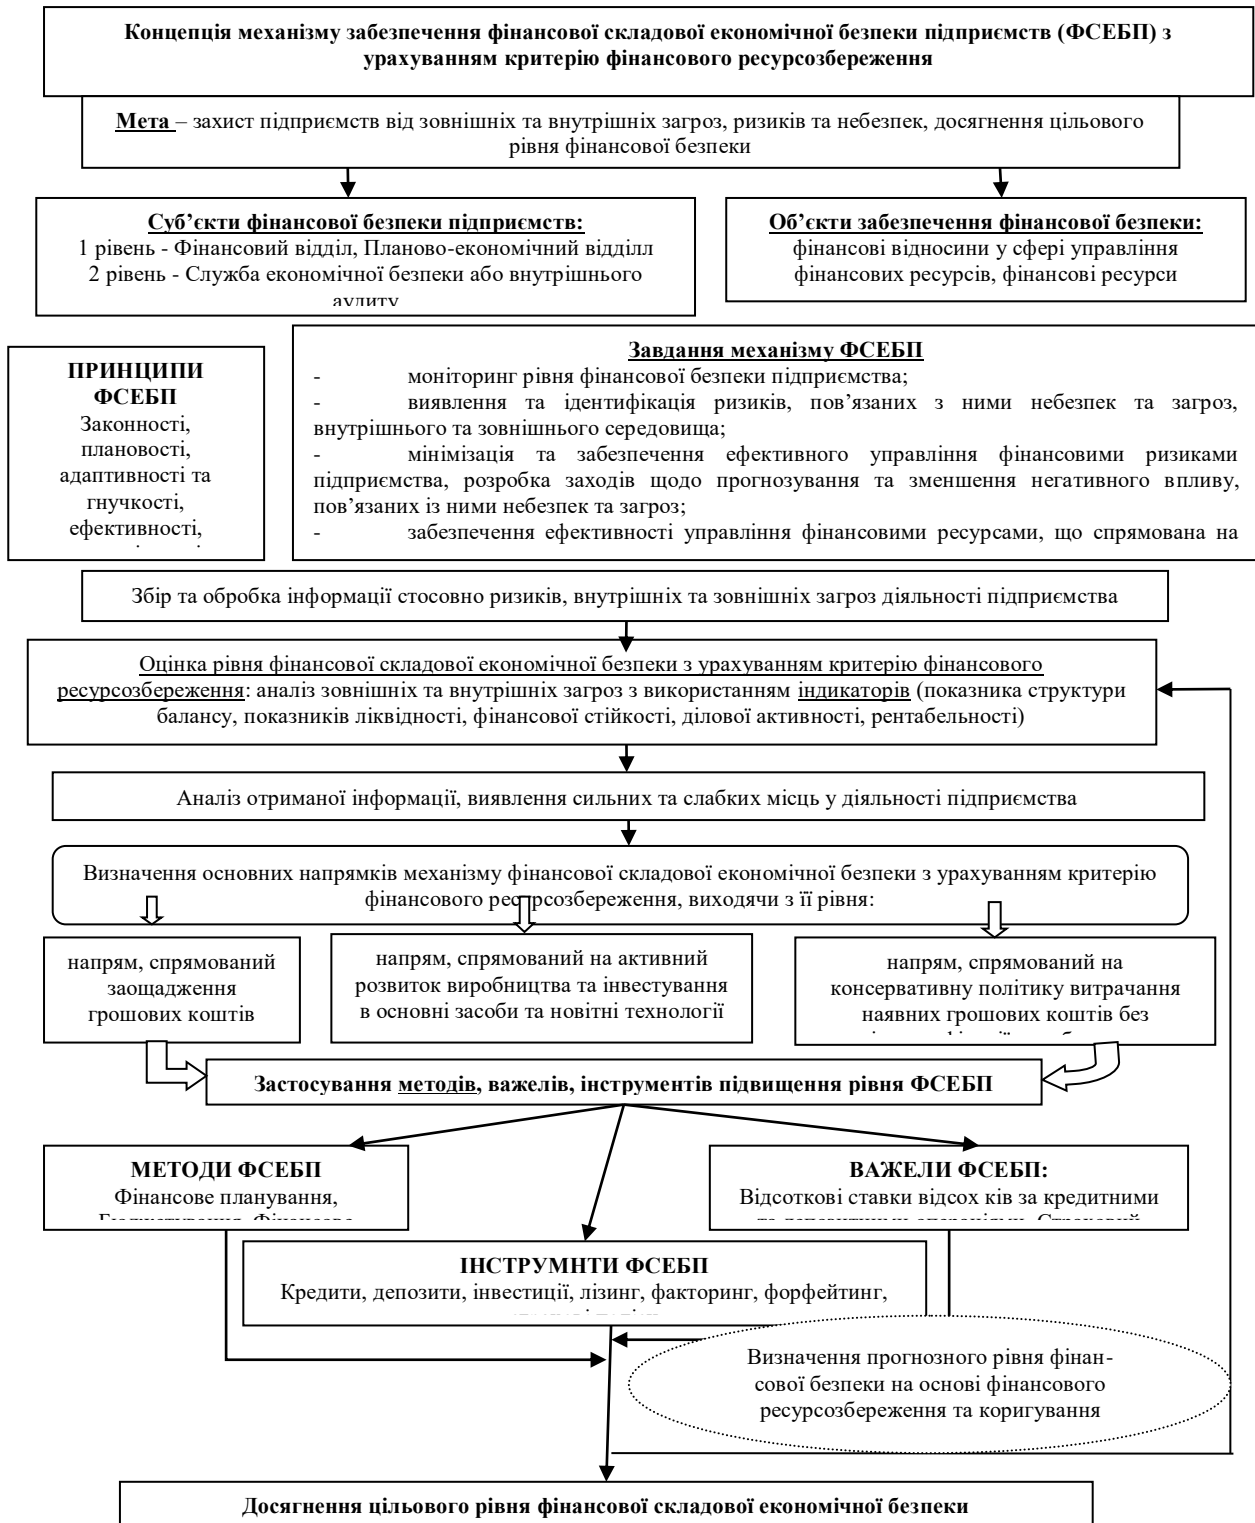 Концепція механізму забезпечення фінансової складової економічної безпеки підприємств (ФСЕБП) з
урахуванням критерію фінансового ресурсозбереження
Мета – захист підприємств від зовнішніх та внутрішніх загроз, ризиків та небезпек, досягнення цільового
рівня фінансової безпеки
Суб’єкти фінансової безпеки підприємств:
1 рівень - Фінансовий відділ, Планово-економічний відділл
2 рівень - Служба економічної безпеки або внутрішнього
аудиту
Об’єкти забезпечення фінансової безпеки:
фінансові відносини у сфері управління
фінансових ресурсів, фінансові ресурси
ПРИНЦИПИ
ФСЕБП
Законності,
плановості,
адаптивності та
гнучкості,
ефективності,
Завдання механізму ФСЕБП
- моніторинг рівня фінансової безпеки підприємства;
- виявлення та ідентифікація ризиків, пов’язаних з ними небезпек та загроз,
внутрішнього та зовнішнього середовища;
- мінімізація та забезпечення ефективного управління фінансовими ризиками
підприємства, розробка заходів щодо прогнозування та зменшення негативного впливу,
пов’язаних із ними небезпек та загроз;
- забезпечення ефективності управління фінансовими ресурсами, що спрямована на
Збір та обробка інформації стосовно ризиків, внутрішніх та зовнішніх загроз діяльності підприємства
Оцінка рівня фінансової складової економічної безпеки з урахуванням критерію фінансового
ресурсозбереження: аналіз зовнішніх та внутрішніх загроз з використанням індикаторів (показника структури
балансу, показників ліквідності, фінансової стійкості, ділової активності, рентабельності)
Аналіз отриманої інформації, виявлення сильних та слабких місць у діяльності підприємства
Визначення основних напрямків механізму фінансової складової економічної безпеки з урахуванням критерію
фінансового ресурсозбереження, виходячи з її рівня:
напрям, спрямований
заощадження
грошових коштів
напрям, спрямований на активний
розвиток виробництва та інвестування
в основні засоби та новітні технології
напрям, спрямований на
консервативну політику витрачання
наявних грошових коштів без
Застосування методів, важелів, інструментів підвищення рівня ФСЕБП
МЕТОДИ ФСЕБП
Фінансове планування,
Бюджетування, Фінансове
ВАЖЕЛИ ФСЕБП:
Відсоткові ставки відсох ків за кредитними
та депозитними операціями, Страховий
ІНСТРУМНТИ ФСЕБП
Кредити, депозити, інвестиції, лізинг, факторинг, форфейтинг,
Визначення прогнозного рівня фінан-
сової безпеки на основі фінансового
ресурсозбереження та коригування
Досягнення цільового рівня фінансової складової економічної безпеки